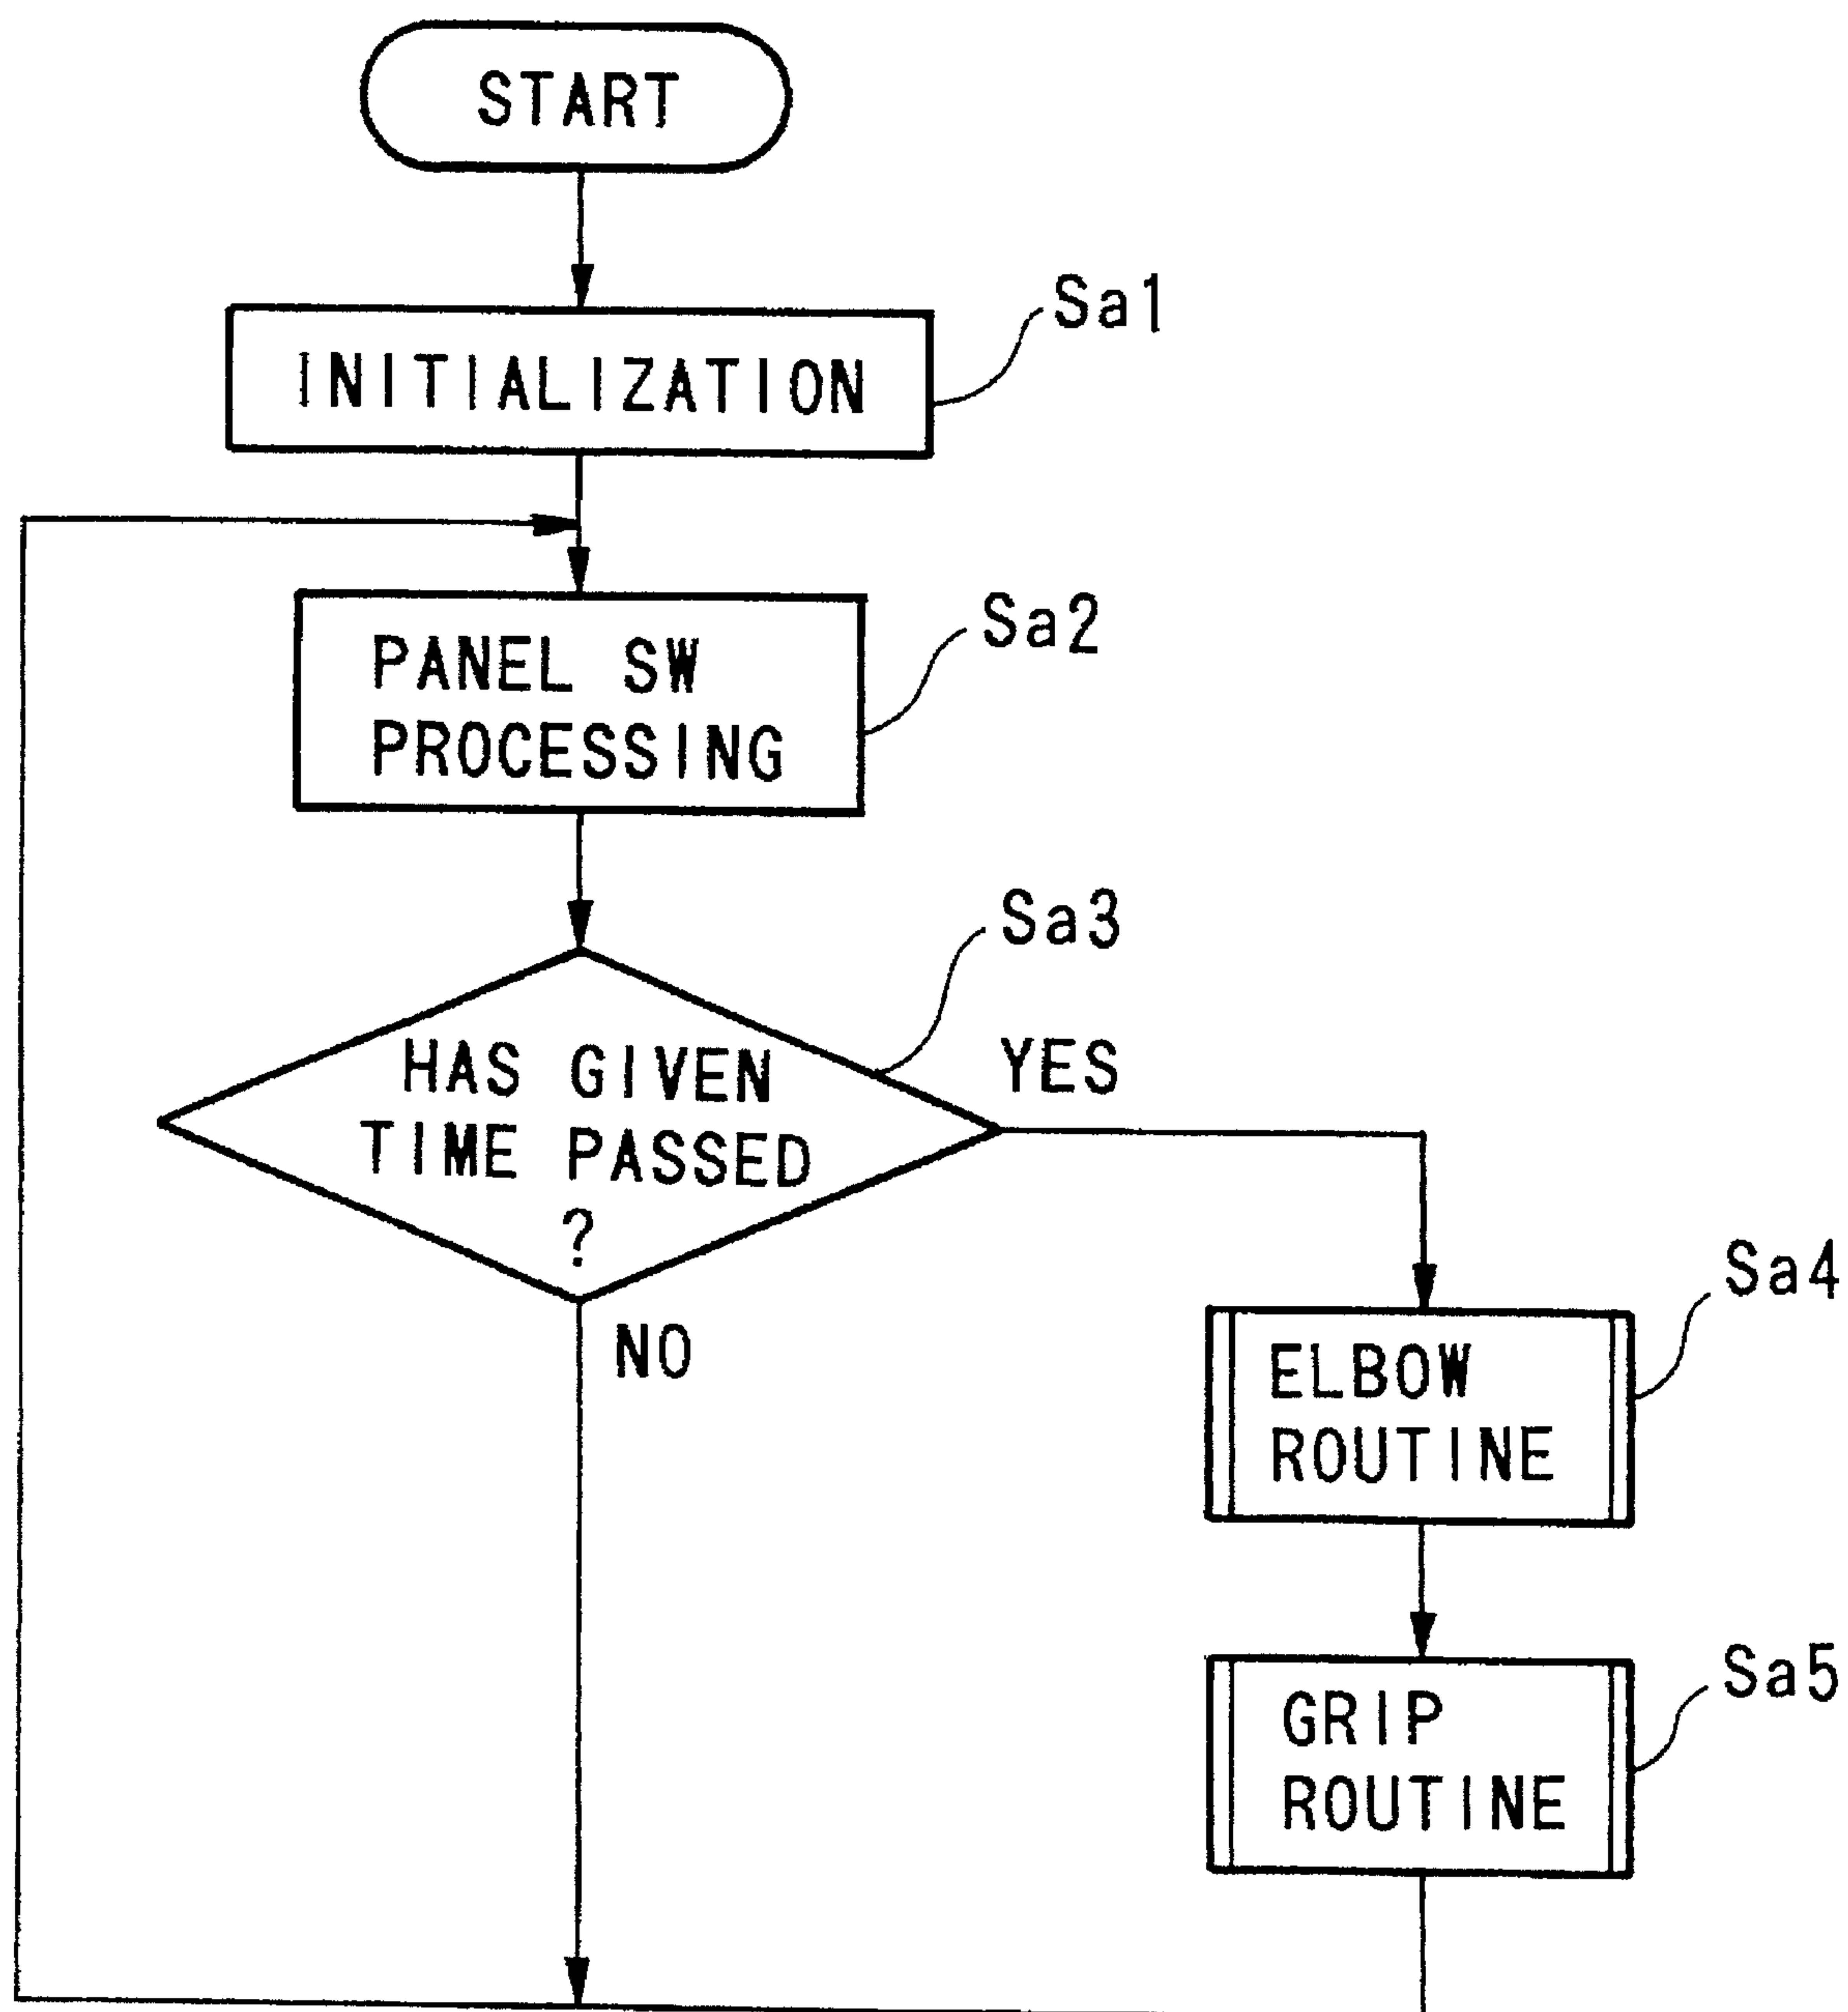 START
Sa1
INITIALIZATION
Sa2
PANEL SW
PROCESSING
Sa3
HAS GIVEN
TIME PASSED
?
YES
NO
Sa4
ELBOW
ROUTINE
Sa5
GRIP
ROUTINE